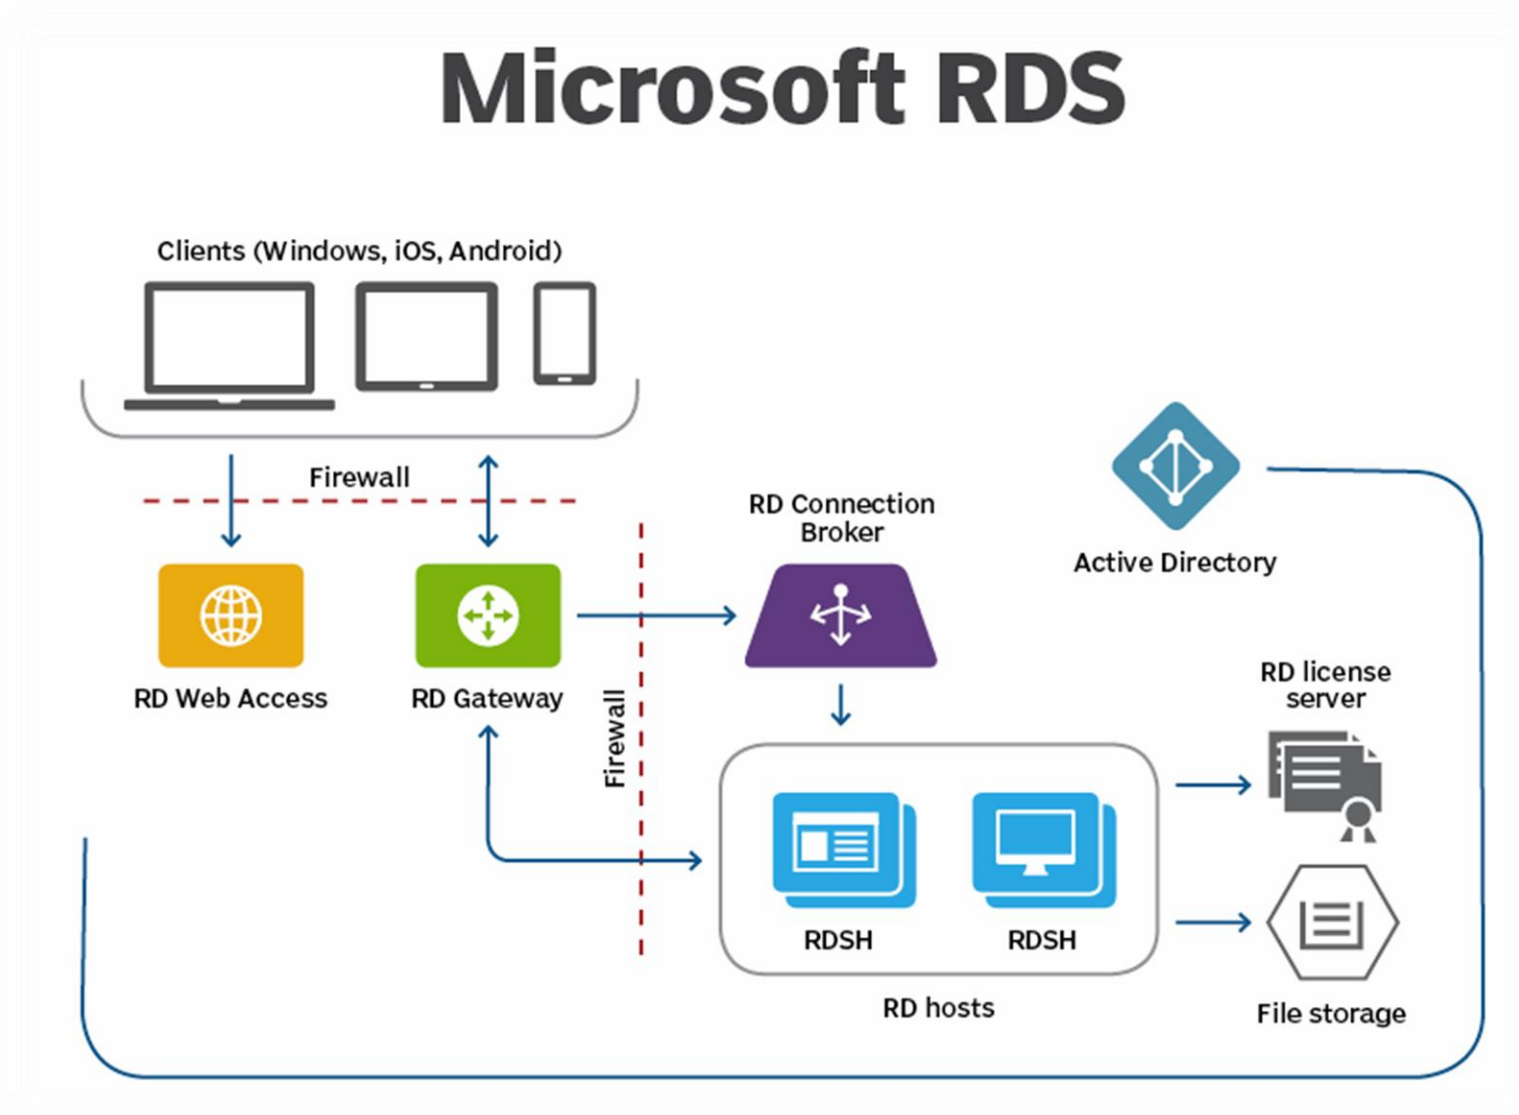 Microsoft RDS
Clients (Windows, iOS, Android)
Firewall
RD Connection
Broker
Active Directory
RD Web Access
RD Gateway
Firewall
RD license
server
RDSH
RDSH
RD hosts
File storage